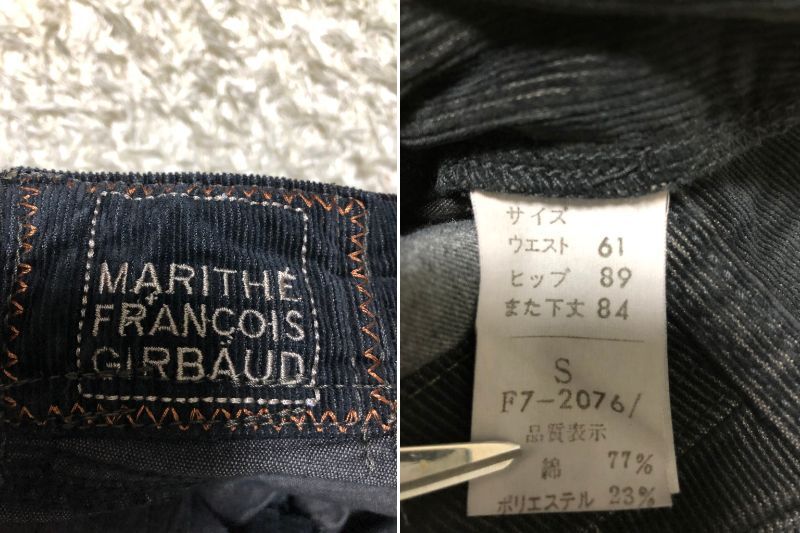 MARITHÉ
+
FRANÇOIS
GIRBAUD
サイズ
ウエスト 61
ヒップ 89
また下丈 84
S
F7-2076/
品質表示
綿 77%
ポリエステル 23%